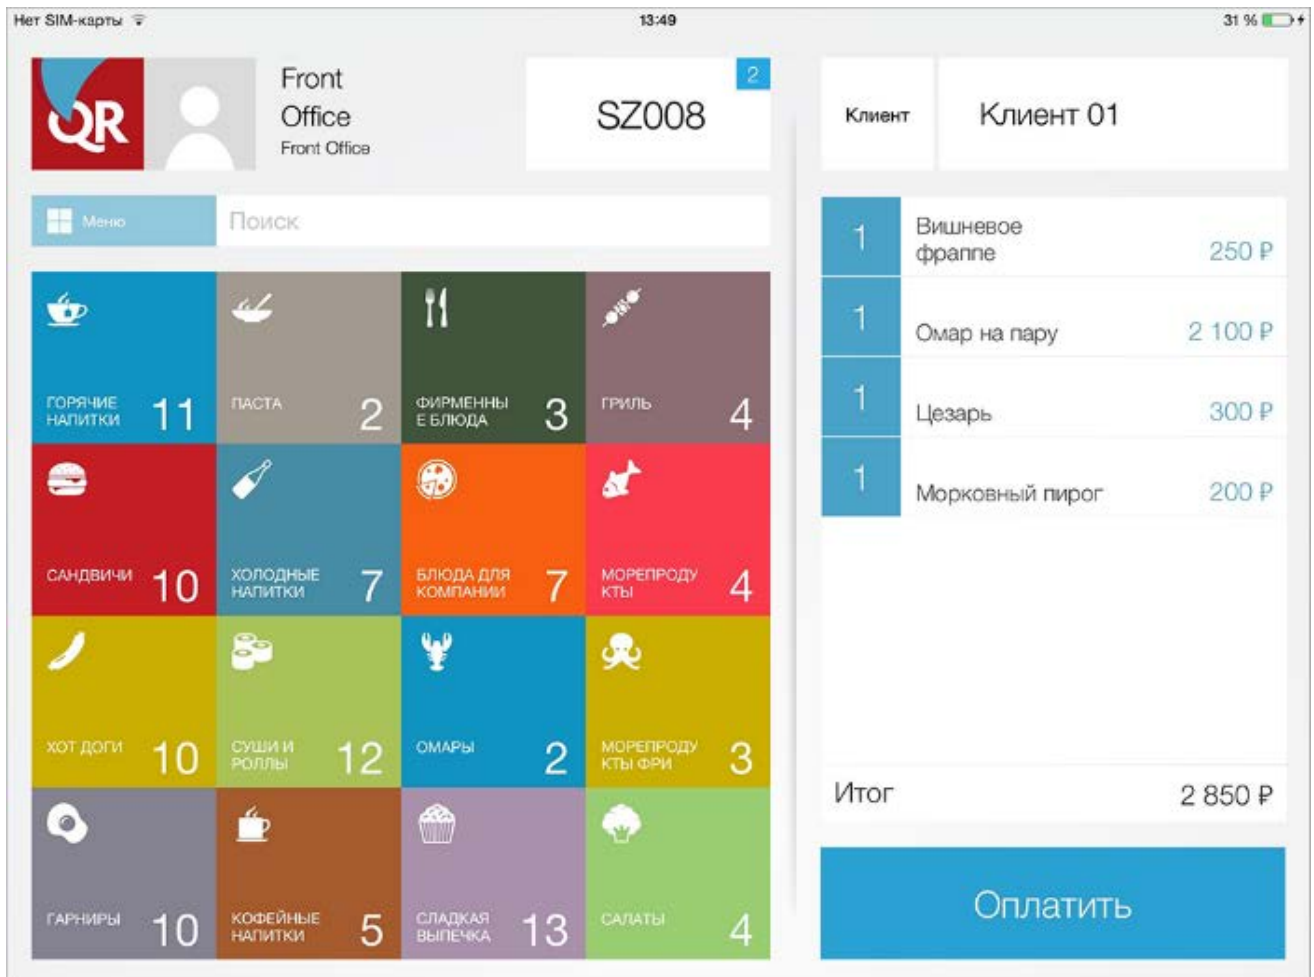 Нет SIM-карты
13:49
31 %
QR
Front
Office
Front Office
SZ008
2
Клиент
Клиент 01
Меню
Поиск
ГОРЯЧИЕ
НАПИТКИ
11
ПАСТА
2
ФИРМЕННЫ
Е БЛЮДА
3
ГРИЛЬ
4
САНДВИЧИ
10
ХОЛОДНЫЕ
НАПИТКИ
7
БЛЮДА ДЛЯ
КОМПАНИИ
7
МОРЕПРОДУ
КТЫ
4
ХОТ ДОГИ
10
СУШИ И
РОЛЛЫ
12
ОМАРЫ
2
МОРЕПРОДУ
КТЫ ФРИ
3
ГАРНИРЫ
10
КОФЕЙНЫЕ
НАПИТКИ
5
СЛАДКАЯ
ВЫПЕЧКА
13
САЛАТЫ
4
1
Вишневое
фраппе
250 ₽
1
Омар на пару
2 100 ₽
1
Цезарь
300 ₽
1
Морковный пирог
200 ₽
Итог
2 850 ₽
Оплатить